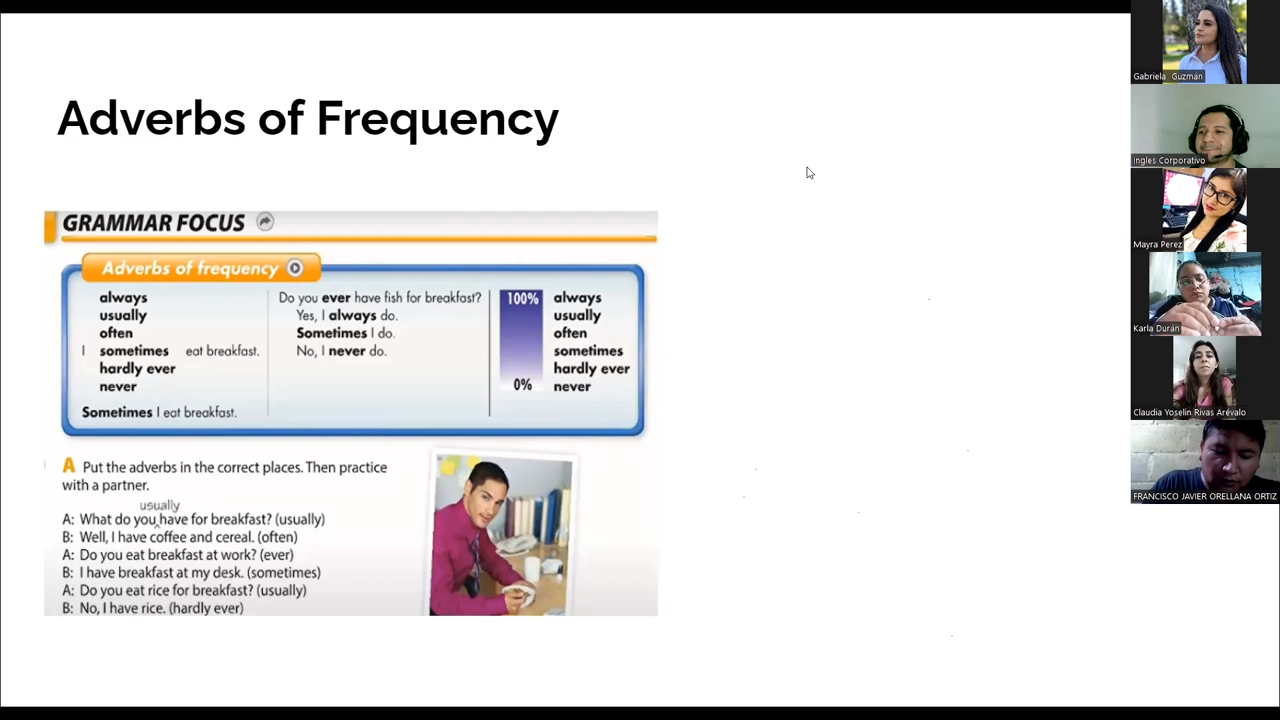 Adverbs of Frequency
GRAMMAR FOCUS
Adverbs of frequency
always
usually
often
I sometimes eat breakfast.
hardly ever
never
Sometimes I eat breakfast.
Do you ever have fish for breakfast?
Yes, I always do.
Sometimes I do.
No, I never do.
100% always
usually
often
sometimes
hardly ever
0% never
A Put the adverbs in the correct places. Then practice
with a partner.
usually
A: What do you ‸ have for breakfast? (usually)
B: Well, I have coffee and cereal. (often)
A: Do you eat breakfast at work? (ever)
B: I have breakfast at my desk. (sometimes)
A: Do you eat rice for breakfast? (usually)
B: No, I have rice. (hardly ever)
Gabriela Guzmán
Ingles Corporativo
Mayra Perez
Karla Durán
Claudia Yoselin Rivas Arévalo
FRANCISCO JAVIER ORELLANA ORTIZ